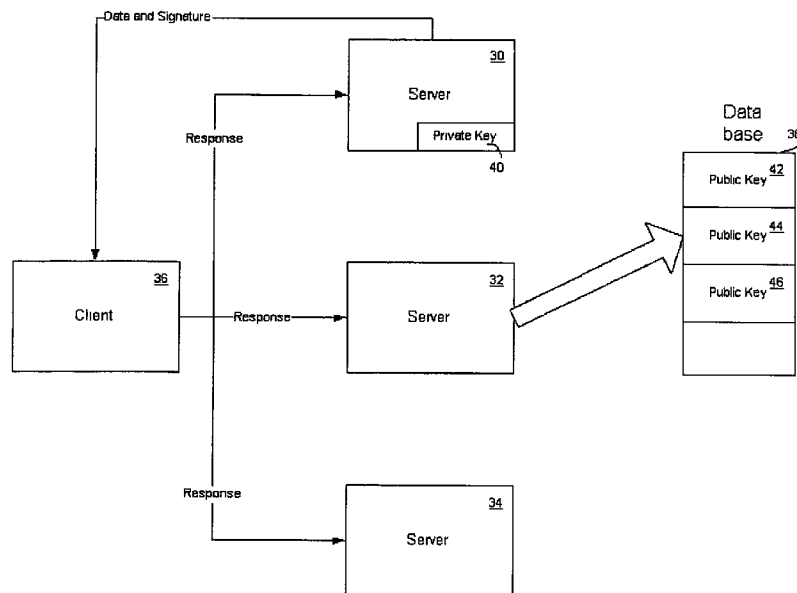 Data and Signature
30
Server
Private Key
40
Response
Data
base
38
Public Key 42
Public Key 44
Public Key 46
36
Client
Response
32
Server
Response
34
Server